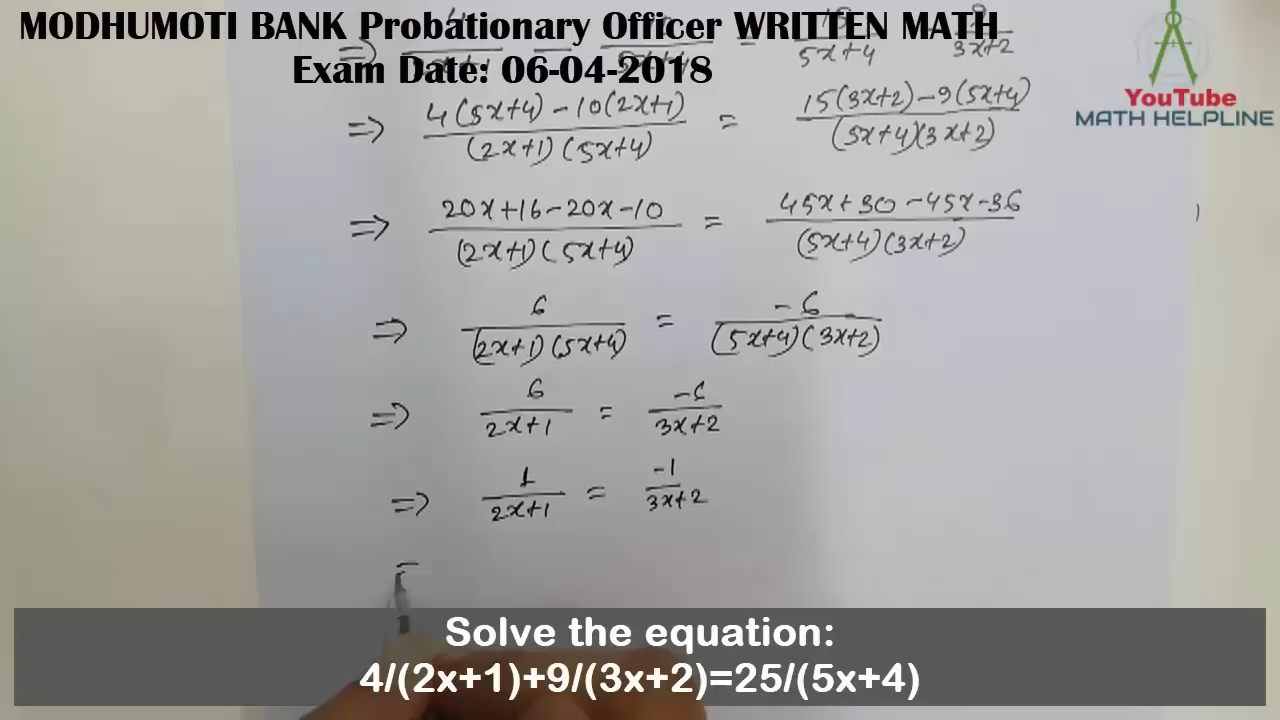 MODHUMOTI BANK Probationary Officer WRITTEN MATH
Exam Date: 06-04-2018
YouTube
MATH HELPLINE
=> 4(5x+4)-10(2x+1)/(2x+1)(5x+4) = 15(3x+2)-9(5x+4)/(5x+4)(3x+2)
=> 20x+16-20x-10/(2x+1)(5x+4) = 45x+30-45x-36/(5x+4)(3x+2)
=> 6/(2x+1)(5x+4) = -6/(5x+4)(3x+2)
=> 6/2x+1 = -6/3x+2
=> 1/2x+1 = -1/3x+2
Solve the equation:
4/(2x+1)+9/(3x+2)=25/(5x+4)